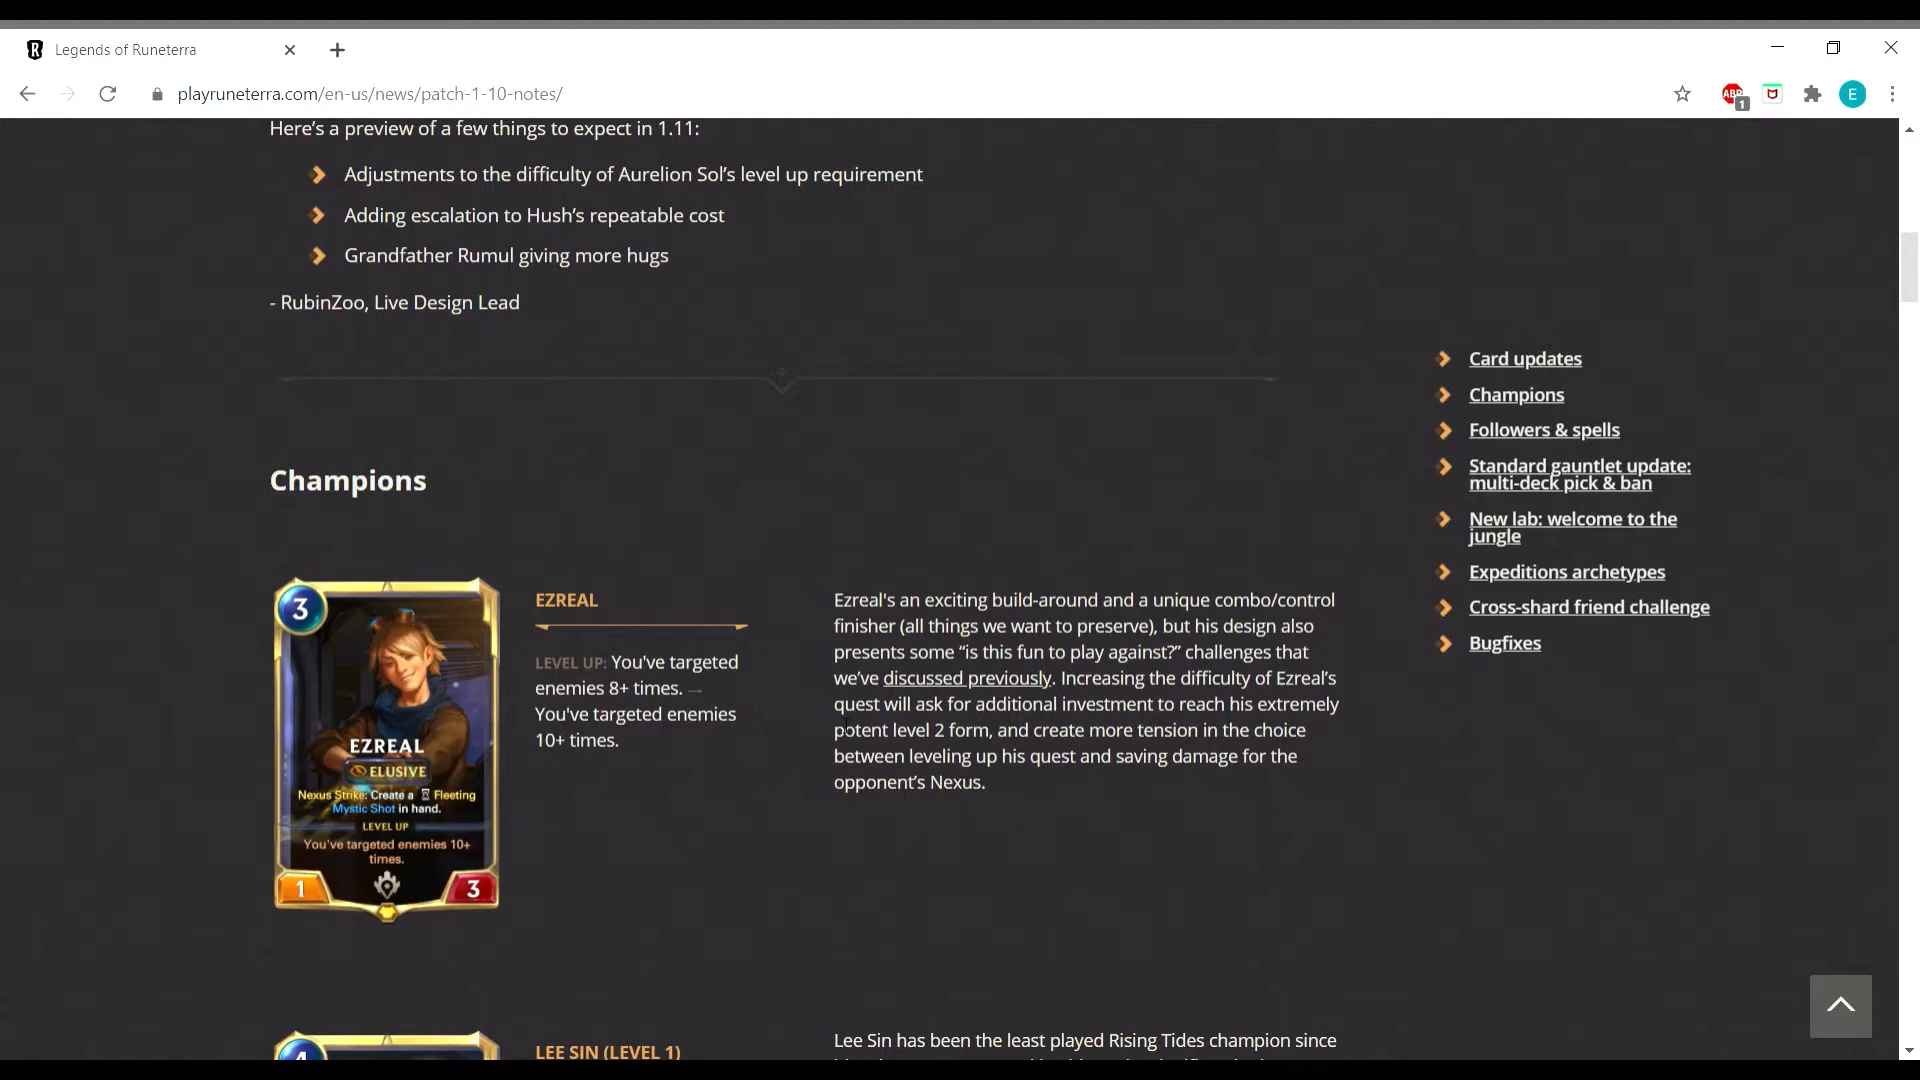 Legends of Runeterra
playruneterra.com/en-us/news/patch-1-10-notes/
ABP
1
E
Here's a preview of a few things to expect in 1.11:
Adjustments to the difficulty of Aurelion Sol's level up requirement
Adding escalation to Hush's repeatable cost
Grandfather Rumul giving more hugs
- RubinZoo, Live Design Lead
Card updates
Champions
Followers & spells
Standard gauntlet update:
multi-deck pick & ban
New lab: welcome to the
jungle
Expeditions archetypes
Cross-shard friend challenge
Bugfixes
Champions
3
EZREAL
ELUSIVE
Nexus Strike: Create a Fleeting
Mystic Shot in hand.
LEVEL UP
You've targeted enemies 10+
times.
1
3
EZREAL
LEVEL UP: You've targeted
enemies 8+ times. →
You've targeted enemies
10+ times.
Ezreal's an exciting build-around and a unique combo/control
finisher (all things we want to preserve), but his design also
presents some “is this fun to play against?” challenges that
we've discussed previously. Increasing the difficulty of Ezreal's
quest will ask for additional investment to reach his extremely
potent level 2 form, and create more tension in the choice
between leveling up his quest and saving damage for the
opponent's Nexus.
4
LEE SIN (LEVEL 1)
Lee Sin has been the least played Rising Tides champion since